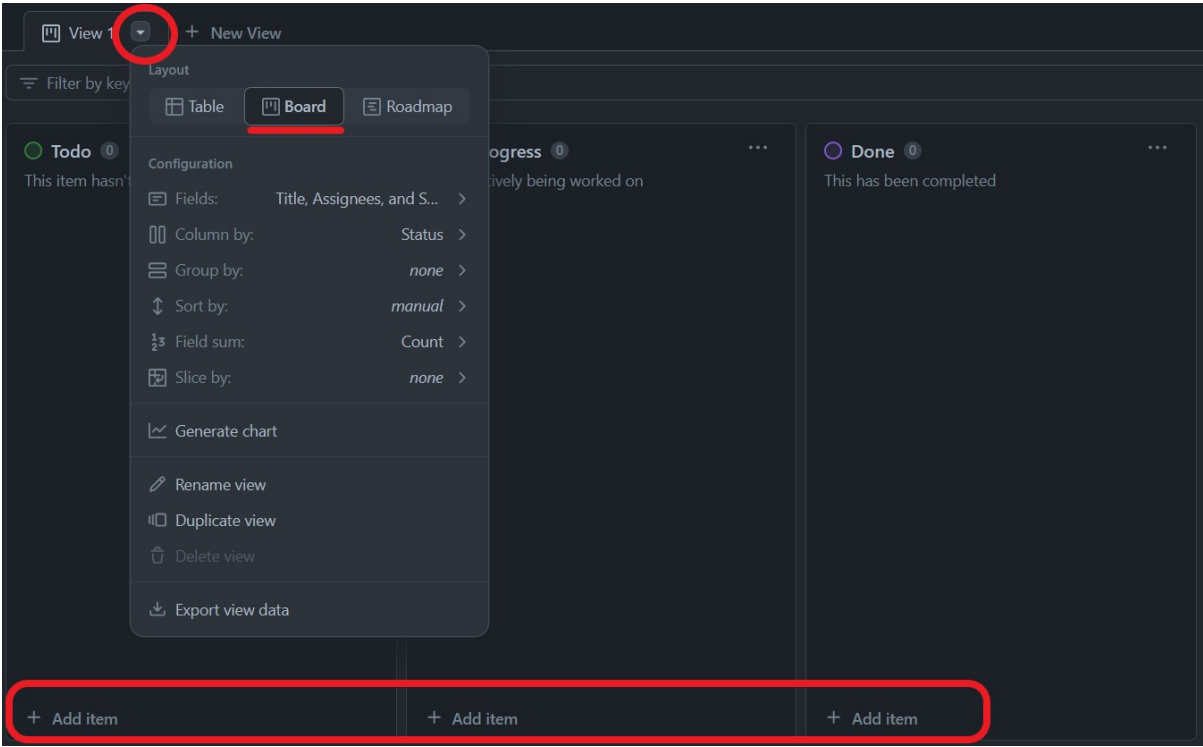 View 1
+ New View
Filter by key
Layout
Table Board Roadmap
Todo 0
This item hasn't
ogress 0
ively being worked on
Done 0
This has been completed
Configuration
Fields: Title, Assignees, and S...
Column by: Status
Group by: none
Sort by: manual
Field sum: Count
Slice by: none
Generate chart
Rename view
Duplicate view
Delete view
Export view data
+ Add item
+ Add item
+ Add item